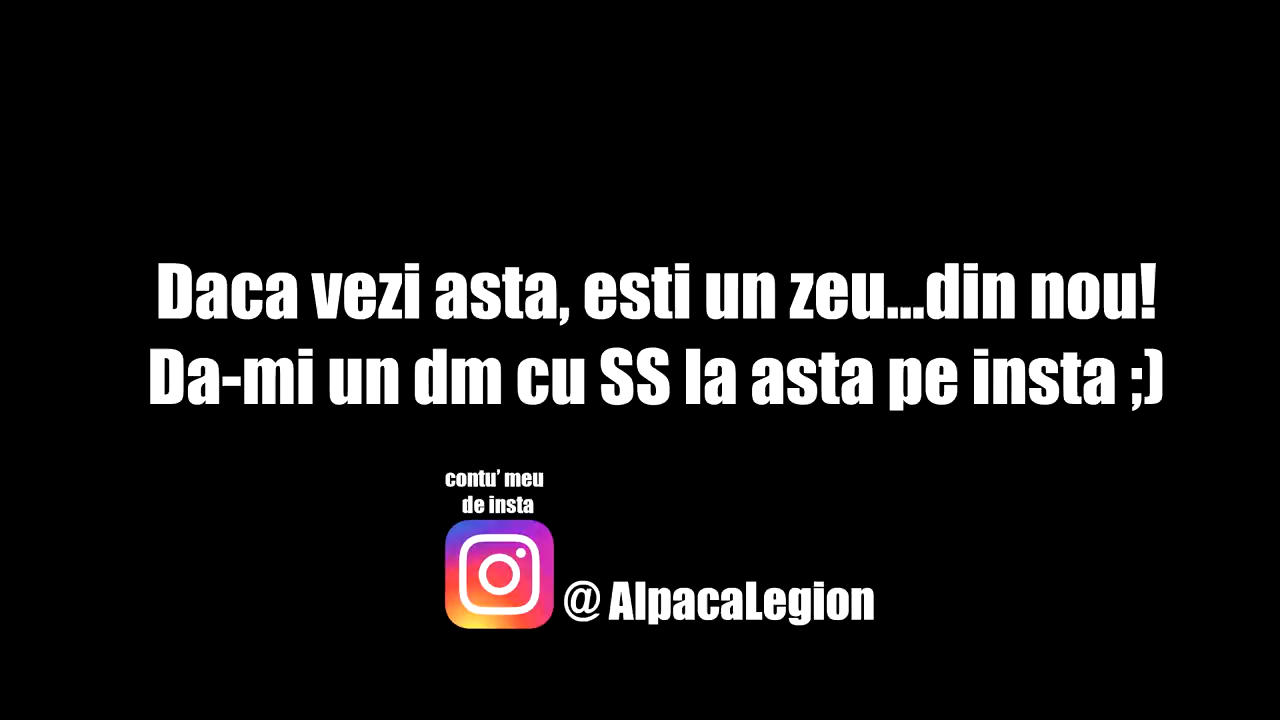 Daca vezi asta, esti un zeu...din nou!
Da-mi un dm cu SS la asta pe insta ;)
contu’ meu
de insta
@ AlpacaLegion